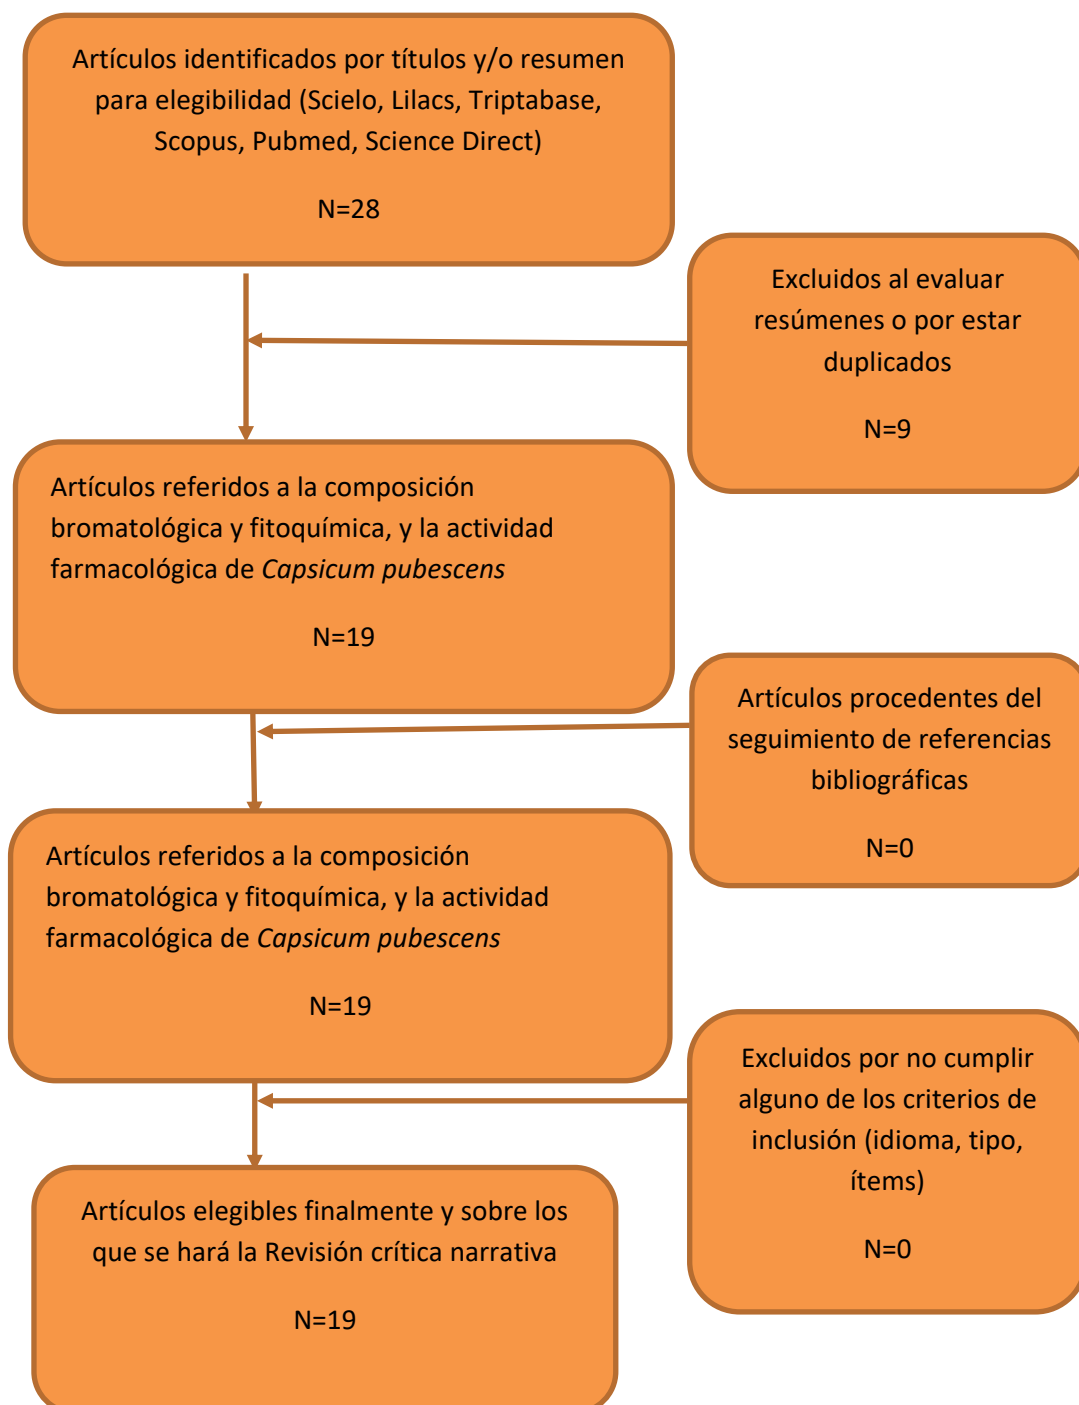 Artículos identificados por títulos y/o resumen
para elegibilidad (Scielo, Lilacs, Triptabase,
Scopus, Pubmed, Science Direct)
N=28
Excluidos al evaluar
resúmenes o por estar
duplicados
N=9
Artículos referidos a la composición
bromatológica y fitoquímica, y la actividad
farmacológica de Capsicum pubescens
N=19
Artículos procedentes del
seguimiento de referencias
bibliográficas
N=0
Artículos referidos a la composición
bromatológica y fitoquímica, y la actividad
farmacológica de Capsicum pubescens
N=19
Excluidos por no cumplir
alguno de los criterios de
inclusión (idioma, tipo,
ítems)
N=0
Artículos elegibles finalmente y sobre los
que se hará la Revisión crítica narrativa
N=19